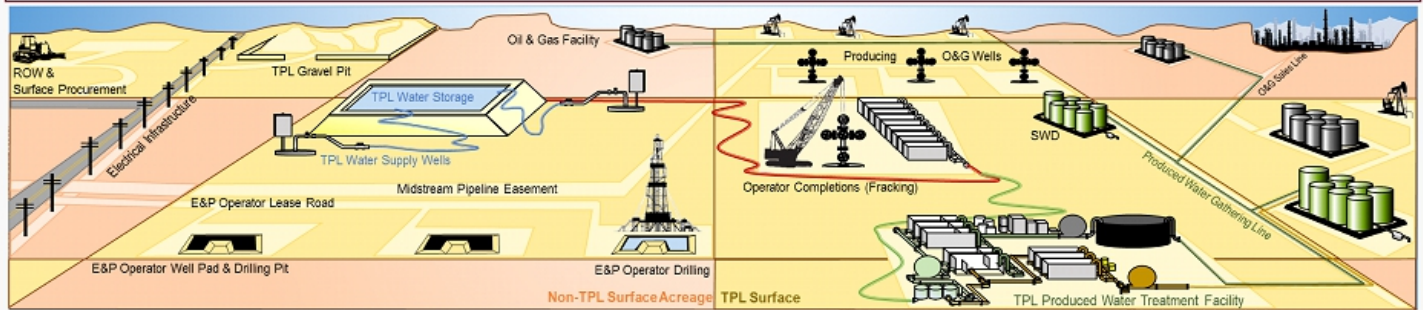 Oil & Gas Facility
Producing
O&G Wells
ROW &
Surface Procurement
TPL Gravel Pit
O&G Sales Line
Electrical Infrastructure
TPL Water Storage
SWD
TPL Water Supply Wells
Produced Water Gathering Line
Midstream Pipeline Easement
Operator Completions (Fracking)
E&P Operator Lease Road
E&P Operator Well Pad & Drilling Pit
E&P Operator Drilling
Non-TPL Surface Acreage
TPL Surface
TPL Produced Water Treatment Facility